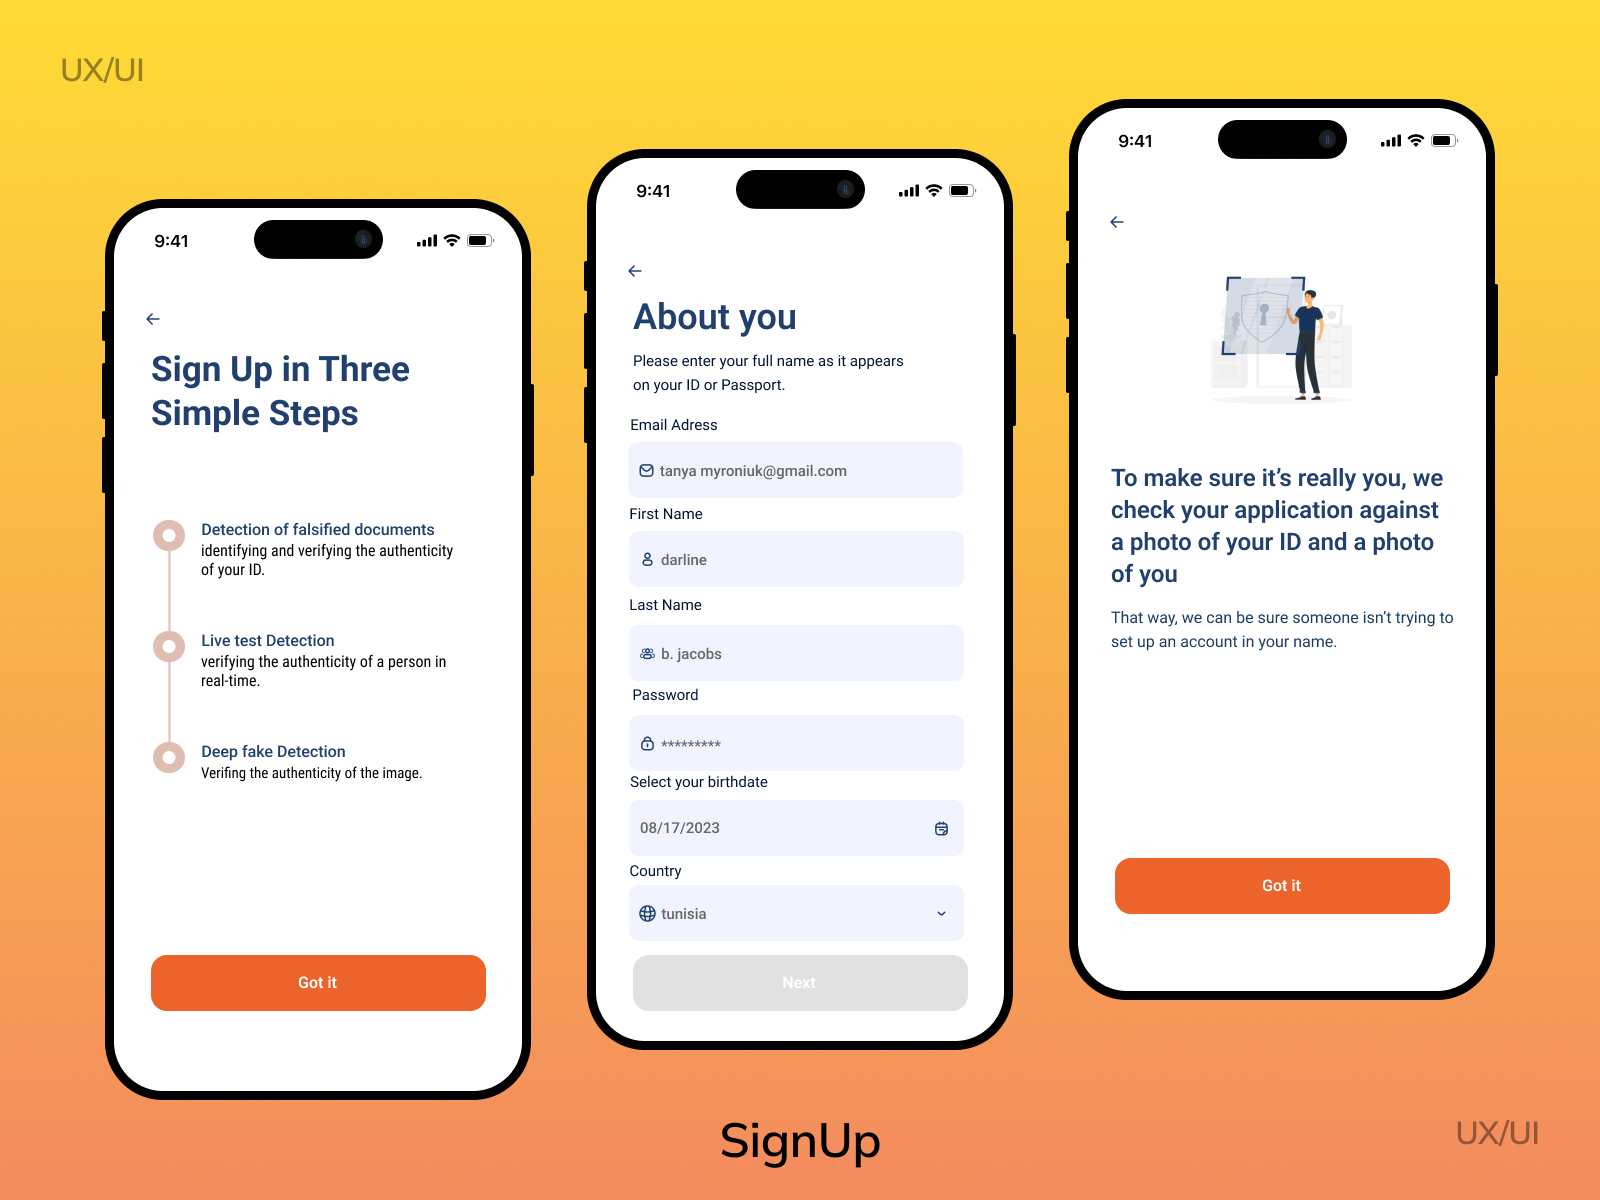 UX/UI
9:41
Sign Up in Three
Simple Steps
Detection of falsified documents
identifying and verifying the authenticity
of your ID.
Live test Detection
verifying the authenticity of a person in
real-time.
Deep fake Detection
Verifing the authenticity of the image.
Got it
9:41
About you
Please enter your full name as it appears
on your ID or Passport.
Email Adress
tanya myroniuk@gmail.com
First Name
darline
Last Name
b. jacobs
Password
*********
Select your birthdate
08/17/2023
Country
tunisia
Next
9:41
To make sure it’s really you, we
check your application against
a photo of your ID and a photo
of you
That way, we can be sure someone isn’t trying to
set up an account in your name.
Got it
SignUp
UX/UI